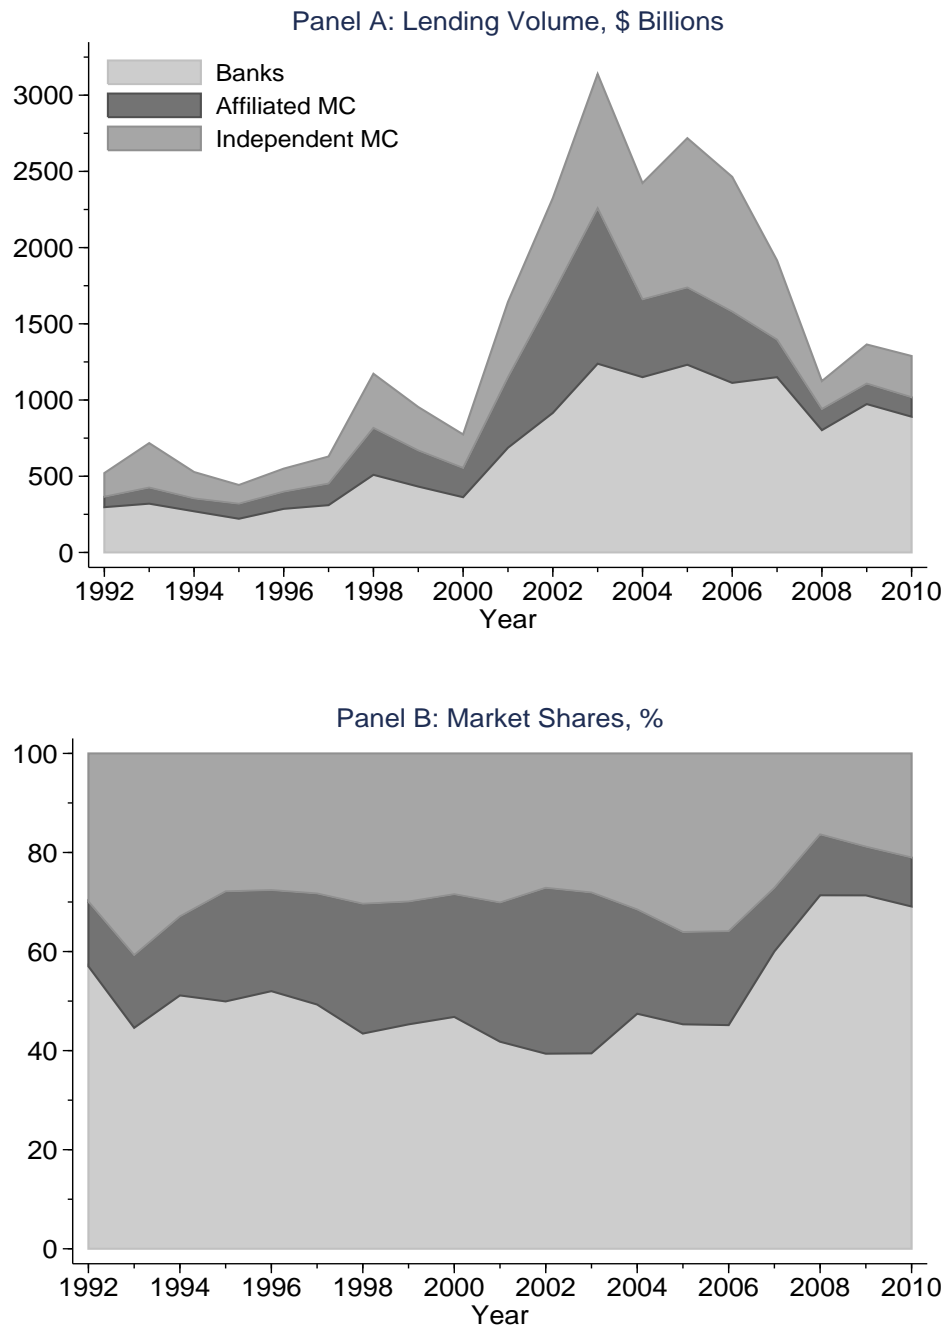 Panel A: Lending Volume, $ Billions
Banks
Affiliated MC
Independent MC
3000
2500
2000
1500
1000
500
0
1992 1994 1996 1998 2000 2002 2004 2006 2008 2010
Year
Panel B: Market Shares, %
100
80
60
40
20
0
1992 1994 1996 1998 2000 2002 2004 2006 2008 2010
Year